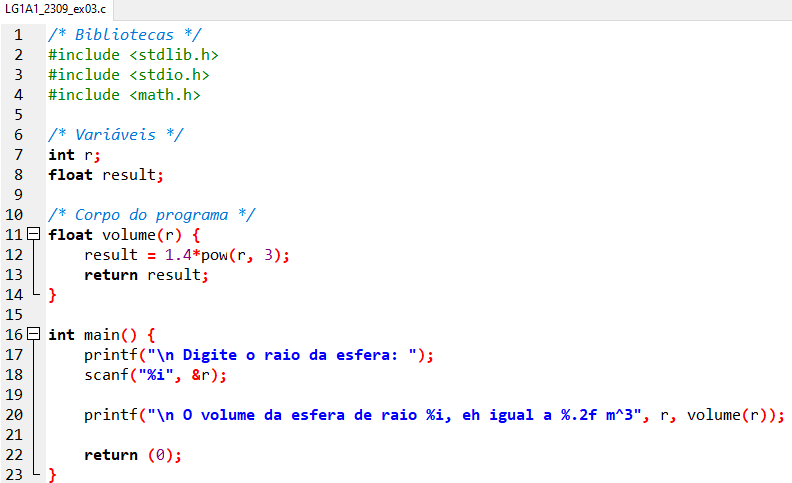 LG1A1_2309_ex03.c
1 /* Bibliotecas */
2 #include <stdlib.h>
3 #include <stdio.h>
4 #include <math.h>
5
6 /* Variáveis */
7 int r;
8 float result;
9
10 /* Corpo do programa */
11 float volume(r) {
12 result = 1.4*pow(r, 3);
13 return result;
14 }
15
16 int main() {
17 printf("\n Digite o raio da esfera: ");
18 scanf("%i", &r);
19
20 printf("\n O volume da esfera de raio %i, eh igual a %.2f m^3", r, volume(r));
21
22 return (0);
23 }